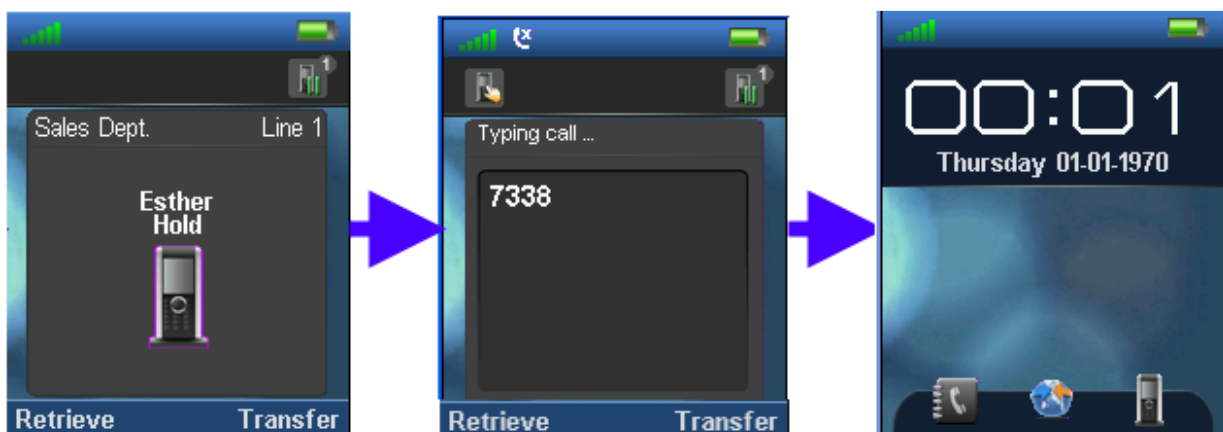 1
Sales Dept. Line 1
Esther
Hold
Retrieve Transfer
1
Typing call ...
7338
Retrieve Transfer
00:01
Thursday 01-01-1970